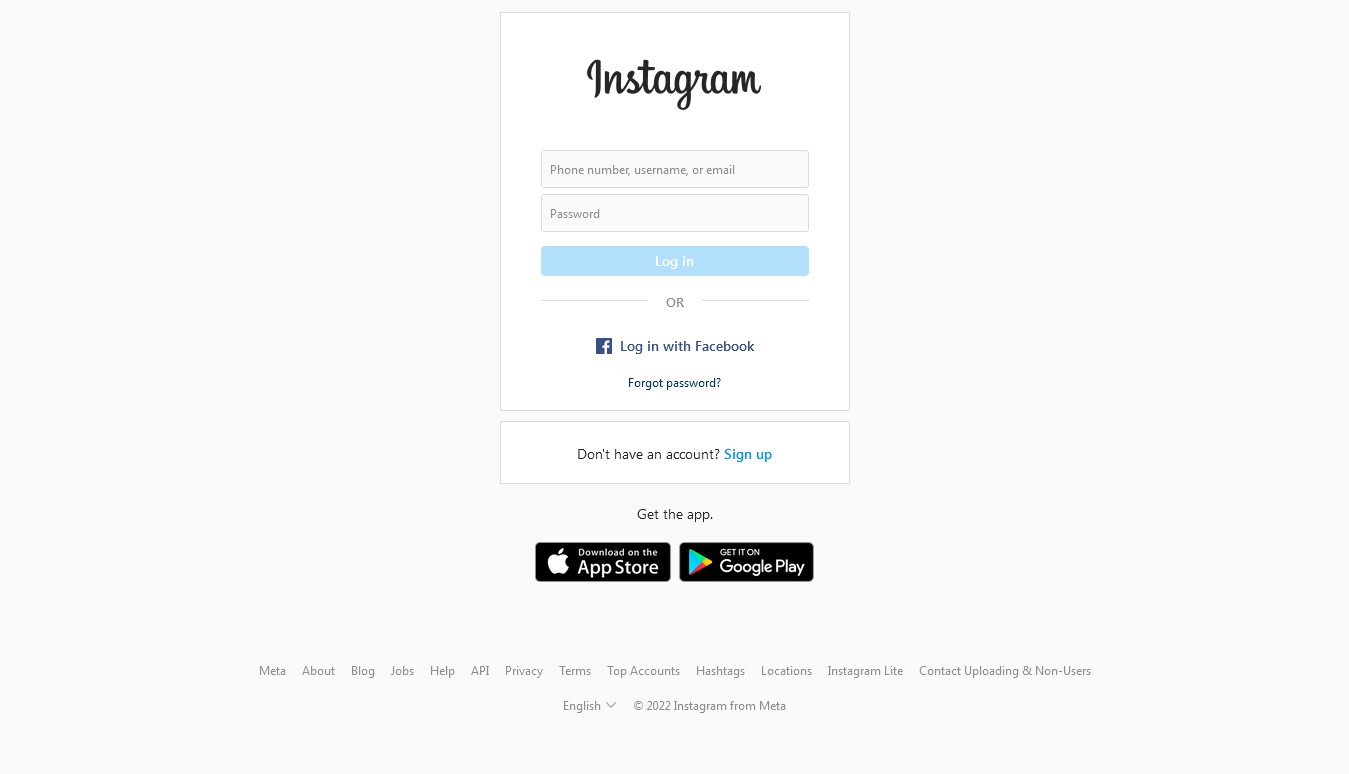 Instagram
Phone number, username, or email
Password
Log in
OR
Log in with Facebook
Forgot password?
Don't have an account? Sign up
Get the app.
Download on the
App Store
GET IT ON
Google Play
Meta About Blog Jobs Help API Privacy Terms Top Accounts Hashtags Locations Instagram Lite Contact Uploading & Non-Users
English © 2022 Instagram from Meta